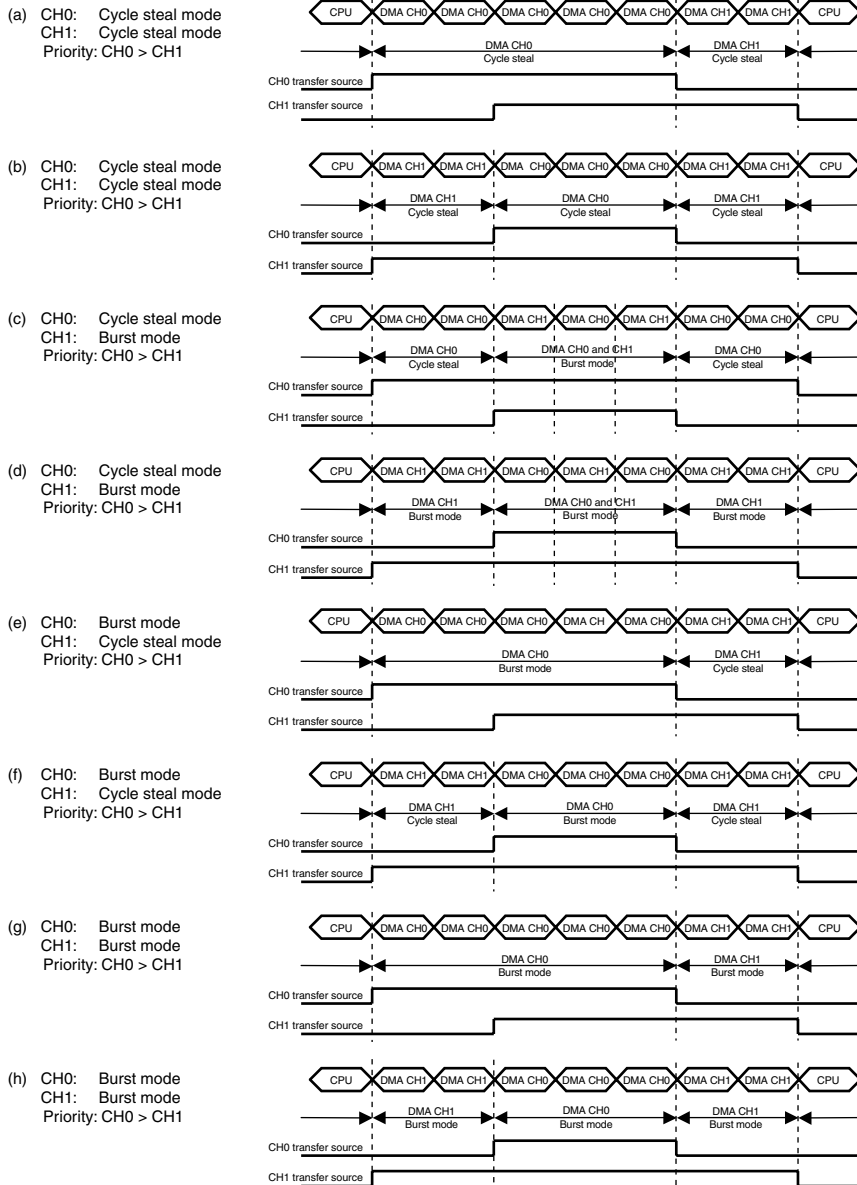 (a) CH0: Cycle steal mode
CH1: Cycle steal mode
Priority: CH0 > CH1
CPU DMA CH0 DMA CH0 DMA CH0 DMA CH0 DMA CH0 DMA CH1 DMA CH1 CPU
DMA CH0 DMA CH1
Cycle steal Cycle steal
CH0 transfer source
CH1 transfer source
(b) CH0: Cycle steal mode
CH1: Cycle steal mode
Priority: CH0 > CH1
CPU DMA CH1 DMA CH1 DMA CH0 DMA CH0 DMA CH0 DMA CH1 DMA CH1 CPU
DMA CH1 DMA CH0 DMA CH1
Cycle steal Cycle steal Cycle steal
CH0 transfer source
CH1 transfer source
(c) CH0: Cycle steal mode
CH1: Burst mode
Priority: CH0 > CH1
CPU DMA CH0 DMA CH0 DMA CH1 DMA CH0 DMA CH1 DMA CH0 DMA CH0 CPU
DMA CH0 DMA CH0 and CH1 DMA CH0
Cycle steal Burst mode Cycle steal
CH0 transfer source
CH1 transfer source
(d) CH0: Cycle steal mode
CH1: Burst mode
Priority: CH0 > CH1
CPU DMA CH1 DMA CH1 DMA CH0 DMA CH1 DMA CH0 DMA CH1 DMA CH1 CPU
DMA CH1 DMA CH0 and CH1 DMA CH1
Burst mode Burst mode Burst mode
CH0 transfer source
CH1 transfer source
(e) CH0: Burst mode
CH1: Cycle steal mode
Priority: CH0 > CH1
CPU DMA CH0 DMA CH0 DMA CH0 DMA CH DMA CH0 DMA CH1 DMA CH1 CPU
DMA CH0 DMA CH1
Burst mode Cycle steal
CH0 transfer source
CH1 transfer source
(f) CH0: Burst mode
CH1: Cycle steal mode
Priority: CH0 > CH1
CPU DMA CH1 DMA CH1 DMA CH0 DMA CH0 DMA CH0 DMA CH1 DMA CH1 CPU
DMA CH1 DMA CH0 DMA CH1
Cycle steal Burst mode Cycle steal
CH0 transfer source
CH1 transfer source
(g) CH0: Burst mode
CH1: Burst mode
Priority: CH0 > CH1
CPU DMA CH0 DMA CH0 DMA CH0 DMA CH0 DMA CH0 DMA CH1 DMA CH1 CPU
DMA CH0 DMA CH1
Burst mode Burst mode
CH0 transfer source
CH1 transfer source
(h) CH0: Burst mode
CH1: Burst mode
Priority: CH0 > CH1
CPU DMA CH1 DMA CH1 DMA CH0 DMA CH0 DMA CH0 DMA CH1 DMA CH1 CPU
DMA CH1 DMA CH0 DMA CH1
Burst mode Burst mode Burst mode
CH0 transfer source
CH1 transfer source